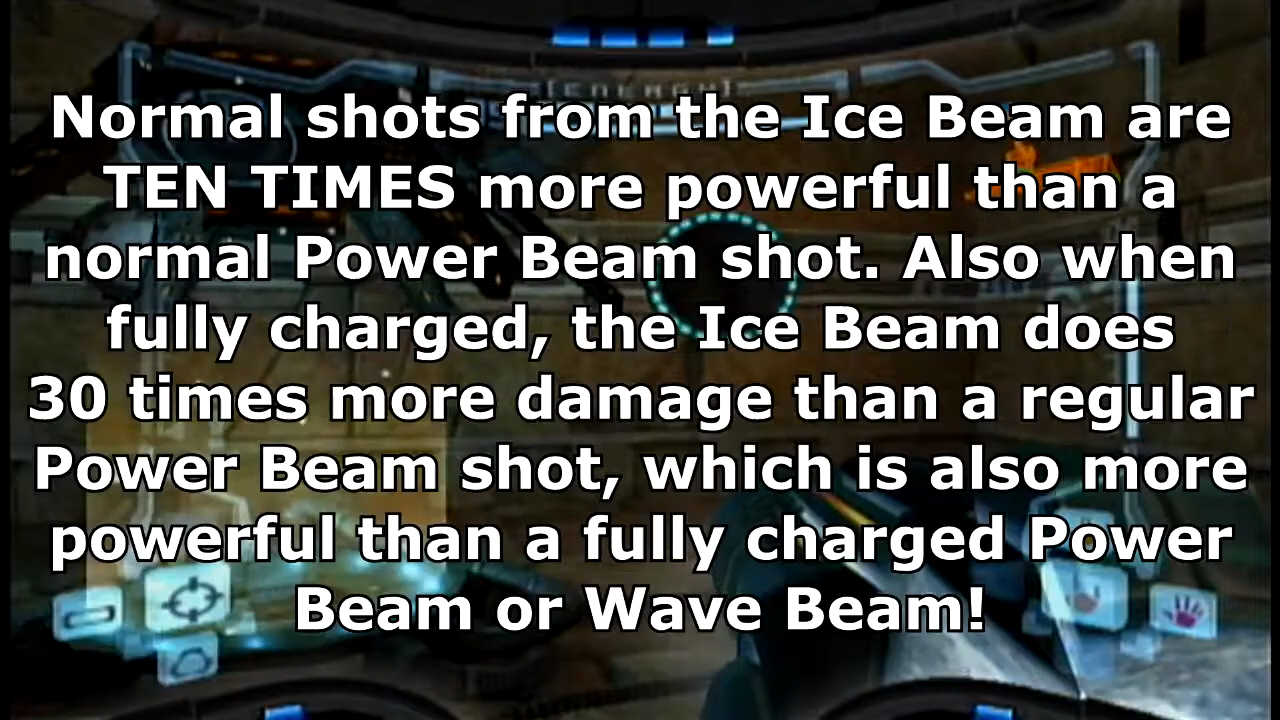 Normal shots from the Ice Beam are
TEN TIMES more powerful than a
normal Power Beam shot. Also when
fully charged, the Ice Beam does
30 times more damage than a regular
Power Beam shot, which is also more
powerful than a fully charged Power
Beam or Wave Beam!